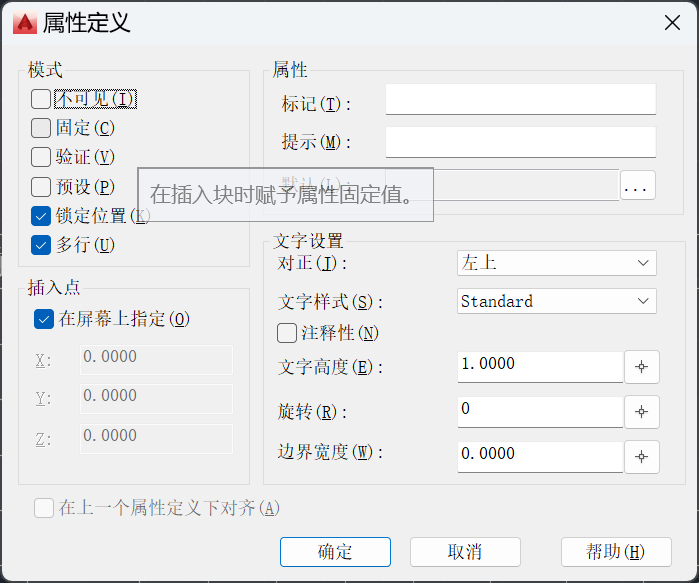 属性定义
模式
不可见(I)
固定(C)
验证(V)
预设(P)
锁定位置(K)
多行(U)
插入点
在屏幕上指定(O)
X: 0.0000
Y: 0.0000
Z: 0.0000
属性
标记(T):
提示(M):
默认(L): ...
在插入块时赋予属性固定值。
文字设置
对正(J): 左上
文字样式(S): Standard
注释性(N)
文字高度(E): 1.0000
旋转(R): 0
边界宽度(W): 0.0000
在上一个属性定义下对齐(A)
确定 取消 帮助(H)